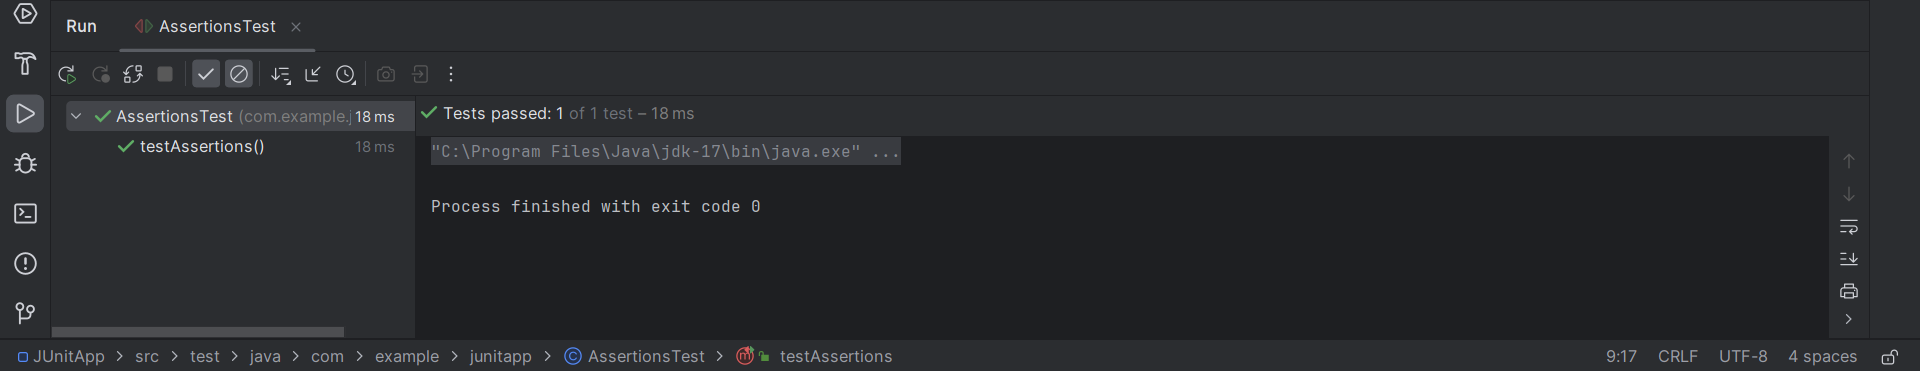 Run AssertionsTest
AssertionsTest (com.example.j 18 ms
testAssertions() 18 ms
Tests passed: 1 of 1 test – 18 ms
"C:\Program Files\Java\jdk-17\bin\java.exe" ...
Process finished with exit code 0
JUnitApp > src > test > java > com > example > junitapp > AssertionsTest > testAssertions 9:17 CRLF UTF-8 4 spaces